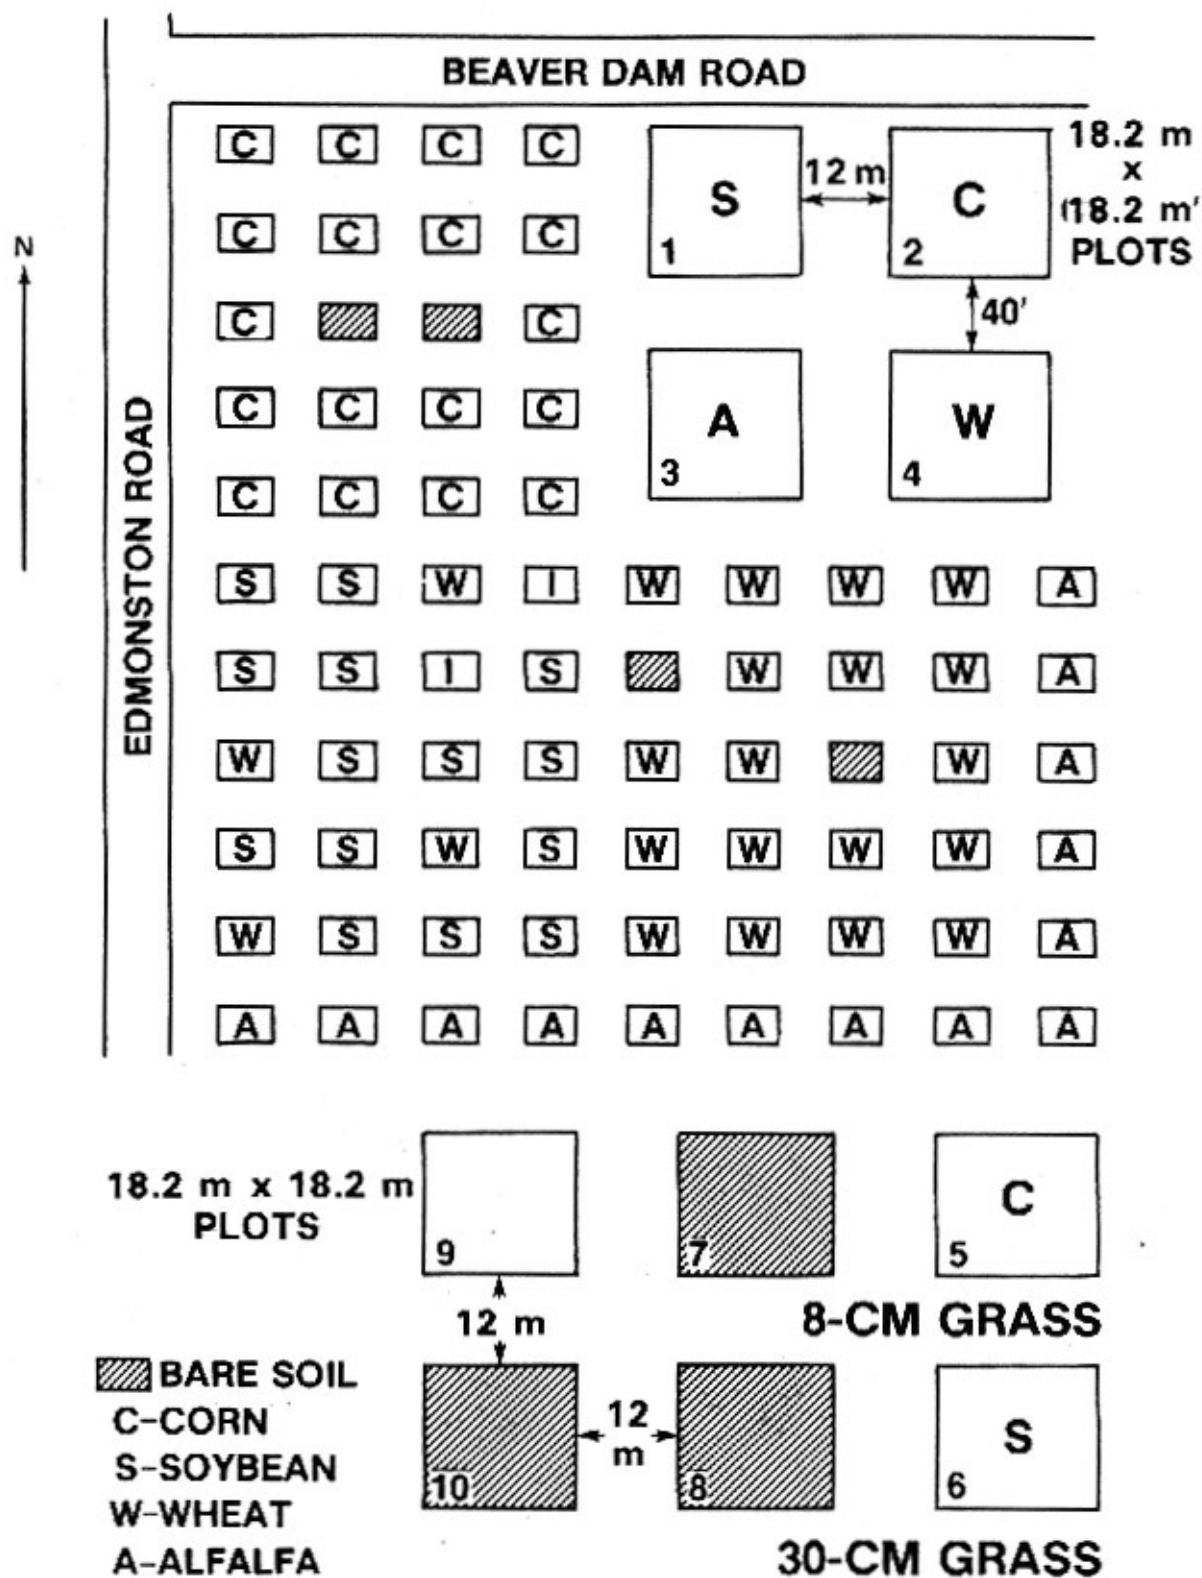 BEAVER DAM ROAD
EDMONSTON ROAD
N
C C C C
C C C C
C C
C C C C
C C C C
S 1
12 m
C 2
18.2 m
x
(18.2 m'
PLOTS
40'
A 3
W 4
S S W I W W W W A
S S I S W W W A
W S S S W W W A
S S W S W W W W A
W S S S W W W W A
A A A A A A A A A
18.2 m x 18.2 m
PLOTS
9
7
C
5
12 m
8-CM GRASS
10
12
m
8
S
6
30-CM GRASS
BARE SOIL
C-CORN
S-SOYBEAN
W-WHEAT
A-ALFALFA